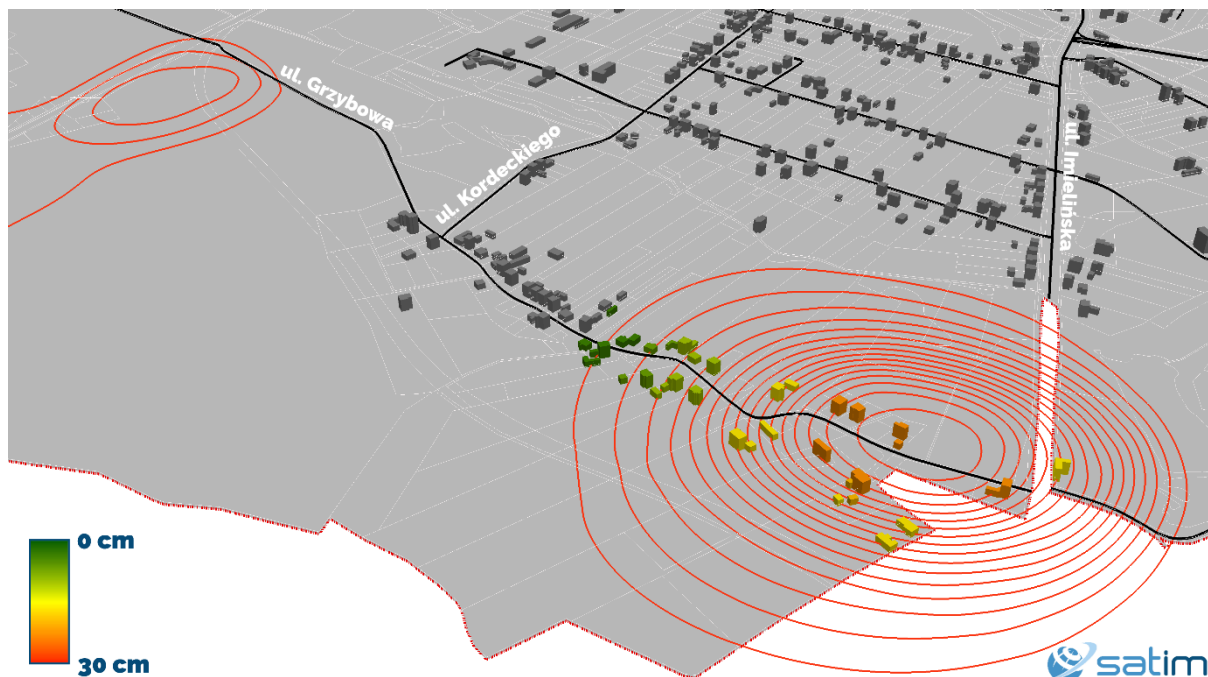 ul. Grzybowa
ul. Kordeckiego
ul. Imielińska
0 cm
30 cm
satim